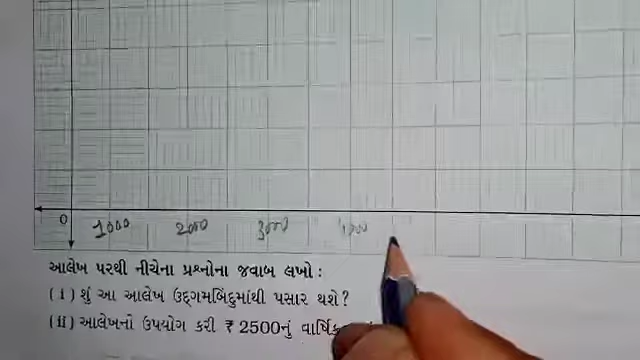 0 1000 2000 3000 4000
આલેખ પરથી નીચેના પ્રશ્નોના જવાબ લખો :
(i) શું આ આલેખ ઉદ્‌ગમબિંદુમાંથી પસાર થશે?
(ii) આલેખનો ઉપયોગ કરી ₹ 2500નું વાર્ષિક